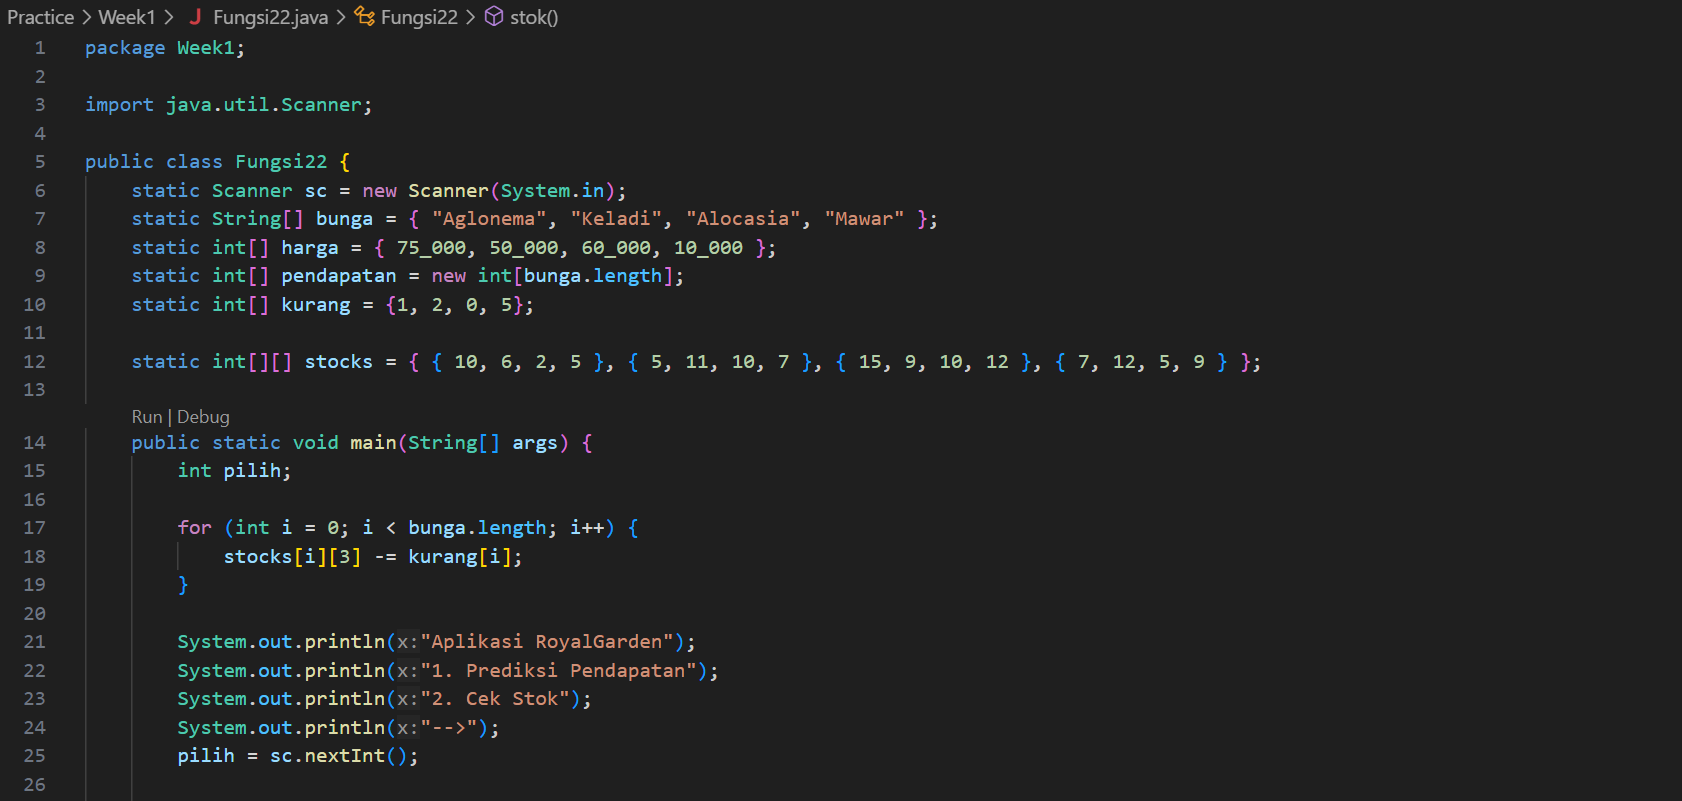 Practice > Week1 > J Fungsi22.java > Fungsi22 > stok()
1 package Week1;
2
3 import java.util.Scanner;
4
5 public class Fungsi22 {
6 static Scanner sc = new Scanner(System.in);
7 static String[] bunga = { "Aglonema", "Keladi", "Alocasia", "Mawar" };
8 static int[] harga = { 75_000, 50_000, 60_000, 10_000 };
9 static int[] pendapatan = new int[bunga.length];
10 static int[] kurang = {1, 2, 0, 5};
11
12 static int[][] stocks = { { 10, 6, 2, 5 }, { 5, 11, 10, 7 }, { 15, 9, 10, 12 }, { 7, 12, 5, 9 } };
13
Run | Debug
14 public static void main(String[] args) {
15 int pilih;
16
17 for (int i = 0; i < bunga.length; i++) {
18 stocks[i][3] -= kurang[i];
19 }
20
21 System.out.println(x:"Aplikasi RoyalGarden");
22 System.out.println(x:"1. Prediksi Pendapatan");
23 System.out.println(x:"2. Cek Stok");
24 System.out.println(x:"-->");
25 pilih = sc.nextInt();
26